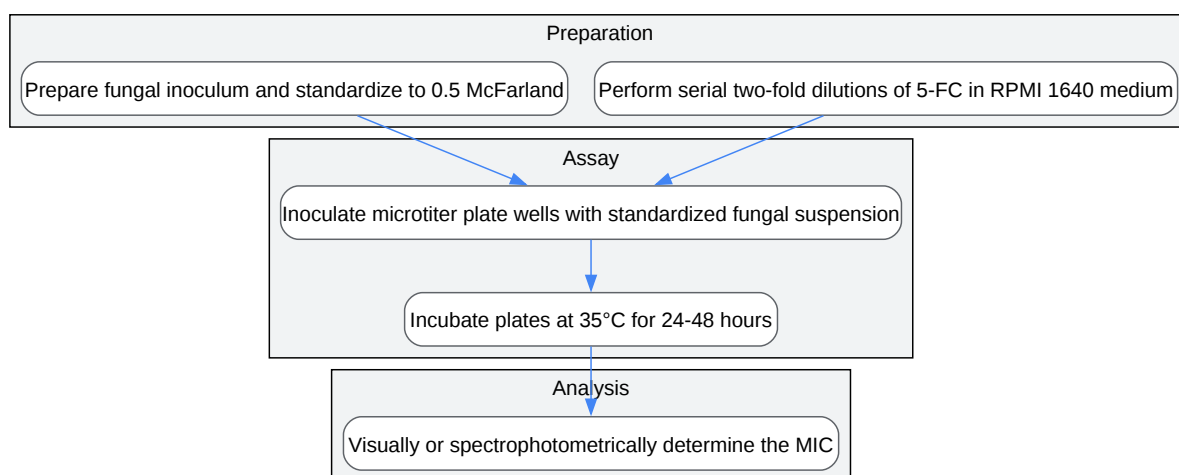 Preparation
Prepare fungal inoculum and standardize to 0.5 McFarland
Perform serial two-fold dilutions of 5-FC in RPMI 1640 medium
Assay
Inoculate microtiter plate wells with standardized fungal suspension
Incubate plates at 35°C for 24-48 hours
Analysis
Visually or spectrophotometrically determine the MIC